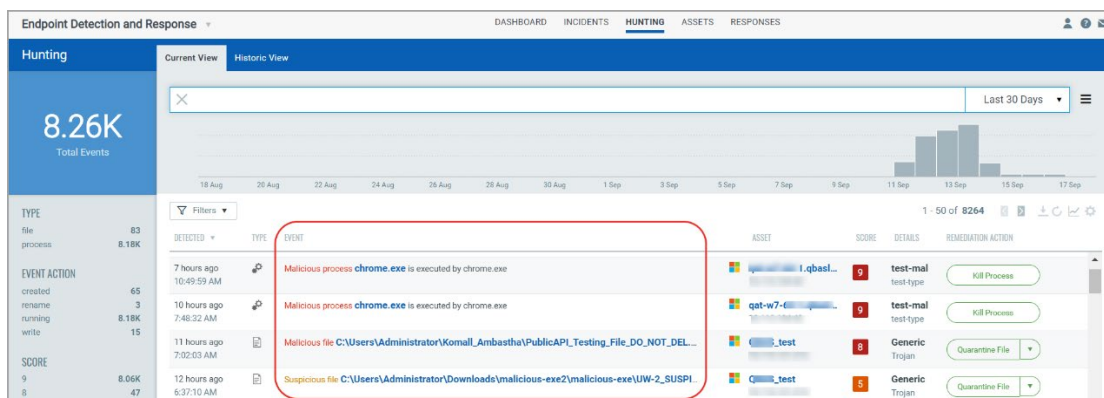 Endpoint Detection and Response
DASHBOARD INCIDENTS HUNTING ASSETS RESPONSES
Hunting
Current View Historic View
8.26K
Total Events
Last 30 Days
18 Aug 20 Aug 22 Aug 24 Aug 26 Aug 28 Aug 30 Aug 1 Sep 3 Sep 5 Sep 7 Sep 9 Sep 11 Sep 13 Sep 15 Sep 17 Sep
TYPE
file 83
process 8.18K
EVENT ACTION
created 65
rename 3
running 8.18K
write 15
SCORE
9 8.06K
8 47
Filters
1 - 50 of 8264
DETECTED TYPE EVENT ASSET SCORE DETAILS REMEDIATION ACTION
7 hours ago Malicious process chrome.exe is executed by chrome.exe 1.qbasl... 9 test-mal Kill Process
10:49:59 AM test-type
10 hours ago Malicious process chrome.exe is executed by chrome.exe qat-w7- 9 test-mal Kill Process
7:48:32 AM test-type
11 hours ago Malicious file C:\Users\Administrator\Komall_Ambastha\PublicAPI_Testing_File_DO_NOT_DEL... _test 8 Generic Quarantine File
7:02:03 AM Trojan
12 hours ago Suspicious file C:\Users\Administrator\Downloads\malicious-exe2\malicious-exe\UW-2_SUSPI... _test 5 Generic Quarantine File
6:37:10 AM Trojan